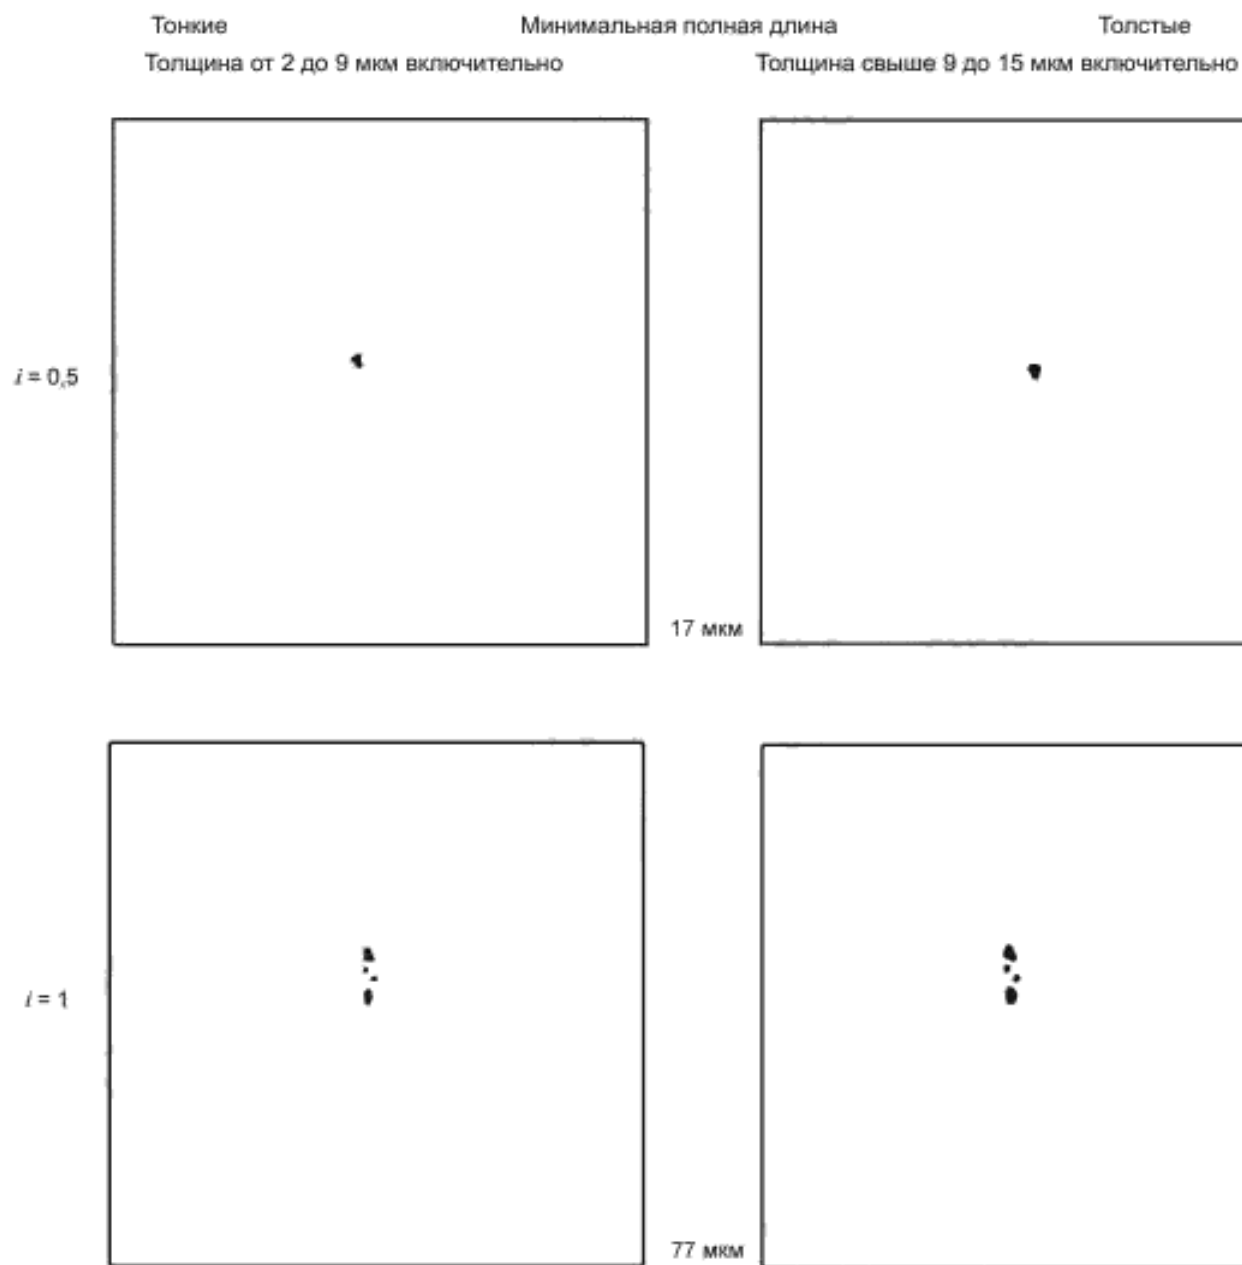 Тонкие Минимальная полная длина Толстые
Толщина от 2 до 9 мкм включительно Толщина свыше 9 до 15 мкм включительно
i = 0,5
17 мкм
i = 1
77 мкм